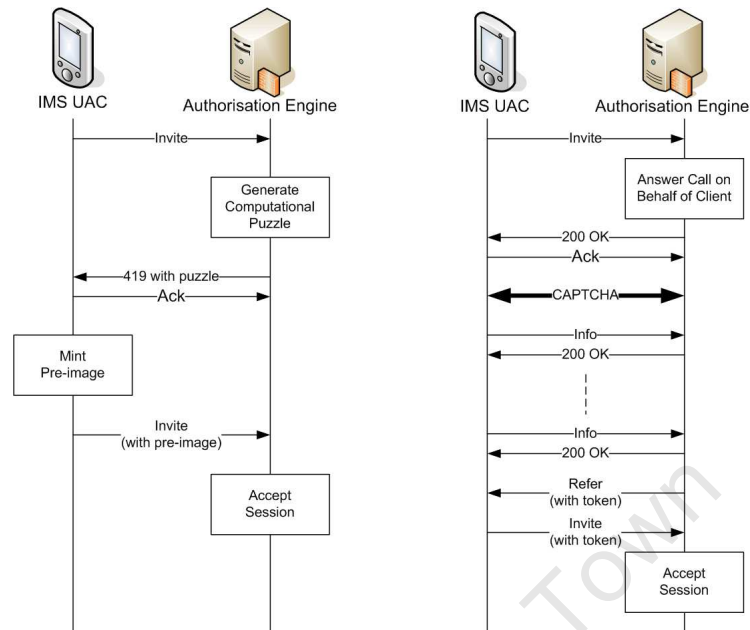 IMS UAC
Authorisation Engine
Invite
Generate
Computational
Puzzle
419 with puzzle
Ack
Mint
Pre-image
Invite
(with pre-image)
Accept
Session
IMS UAC
Authorisation Engine
Invite
Answer Call on
Behalf of Client
200 OK
Ack
CAPTCHA
Info
200 OK
Info
200 OK
Refer
(with token)
Invite
(with token)
Accept
Session
Town